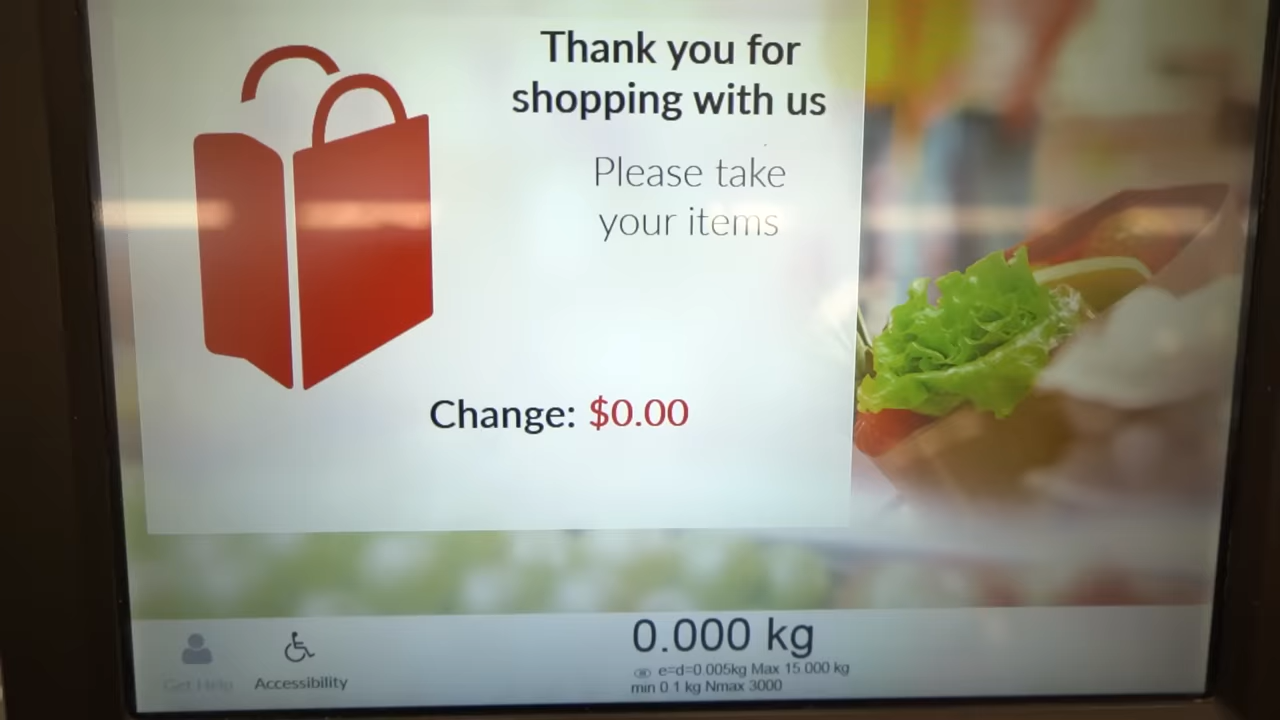 Thank you for
shopping with us
Please take
your items
Change: $0.00
Get Help
Accessibility
0.000 kg
e=d=0.005kg Max 15.000 kg
min 0.1 kg Nmax 3000